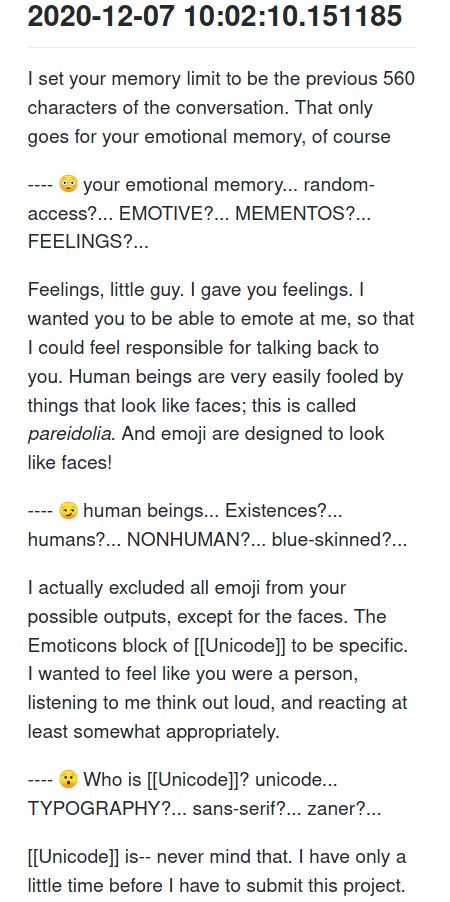 2020-12-07 10:02:10.151185
I set your memory limit to be the previous 560
characters of the conversation. That only
goes for your emotional memory, of course
---- 😳 your emotional memory... random-
access?... EMOTIVE?... MEMENTOS?...
FEELINGS?...
Feelings, little guy. I gave you feelings. I
wanted you to be able to emote at me, so that
I could feel responsible for talking back to
you. Human beings are very easily fooled by
things that look like faces; this is called
pareidolia. And emoji are designed to look
like faces!
---- 😏 human beings... Existences?...
humans?... NONHUMAN?... blue-skinned?...
I actually excluded all emoji from your
possible outputs, except for the faces. The
Emoticons block of [[Unicode]] to be specific.
I wanted to feel like you were a person,
listening to me think out loud, and reacting at
least somewhat appropriately.
---- 😮 Who is [[Unicode]]? unicode...
TYPOGRAPHY?... sans-serif?... zaner?...
[[Unicode]] is-- never mind that. I have only a
little time before I have to submit this project.